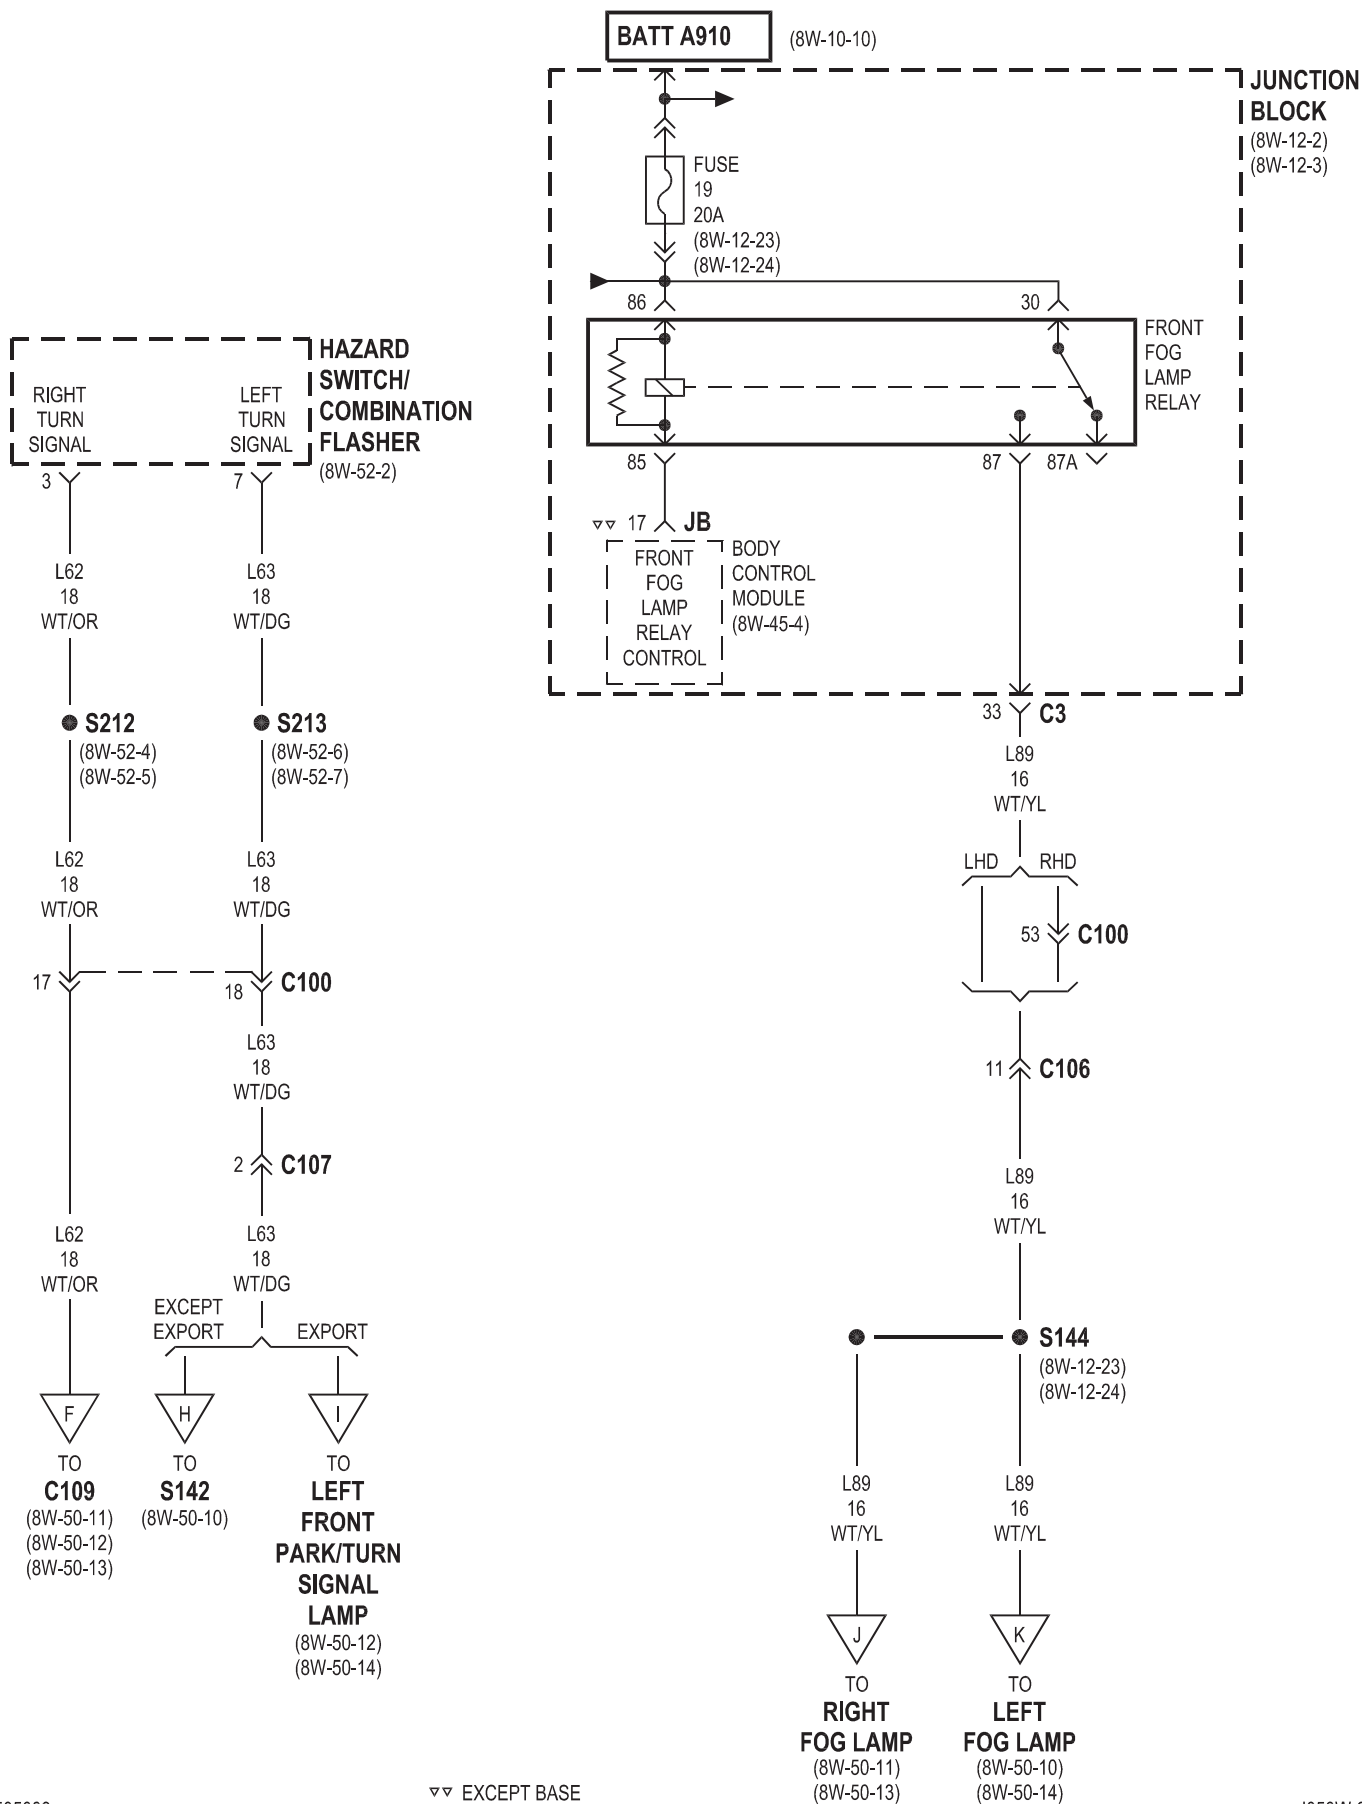 BATT A910
(8W-10-10)
JUNCTION
BLOCK
(8W-12-2)
(8W-12-3)
FUSE
19
20A
(8W-12-23)
(8W-12-24)
86
30
FRONT
FOG
LAMP
RELAY
85
87
87A
17
JB
FRONT
FOG
LAMP
RELAY
CONTROL
BODY
CONTROL
MODULE
(8W-45-4)
33
C3
L89
16
WT/YL
LHD
RHD
53
C100
11
C106
L89
16
WT/YL
S144
(8W-12-23)
(8W-12-24)
L89
16
WT/YL
L89
16
WT/YL
J
K
TO
RIGHT
FOG LAMP
(8W-50-11)
(8W-50-13)
TO
LEFT
FOG LAMP
(8W-50-10)
(8W-50-14)
RIGHT
TURN
SIGNAL
LEFT
TURN
SIGNAL
HAZARD
SWITCH/
COMBINATION
FLASHER
(8W-52-2)
3
7
L62
18
WT/OR
L63
18
WT/DG
S212
(8W-52-4)
(8W-52-5)
S213
(8W-52-6)
(8W-52-7)
L62
18
WT/OR
L63
18
WT/DG
17
18
C100
L63
18
WT/DG
2
C107
L62
18
WT/OR
L63
18
WT/DG
EXCEPT
EXPORT
EXPORT
F
H
I
TO
C109
(8W-50-11)
(8W-50-12)
(8W-50-13)
TO
S142
(8W-50-10)
TO
LEFT
FRONT
PARK/TURN
SIGNAL
LAMP
(8W-50-12)
(8W-50-14)
▽▽ EXCEPT BASE